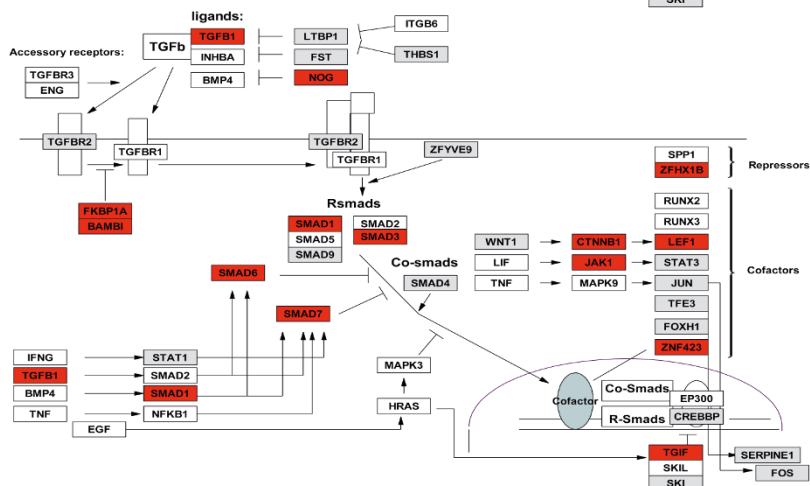 SKI
ligands:
TGFb
TGFB1
LTBP1
ITGB6
INHBA
FST
THBS1
BMP4
NOG
Accessory receptors:
TGFBR3
ENG
TGFBR2
TGFBR1
TGFBR2
TGFBR1
ZFYVE9
SPP1
ZFHX1B
Repressors
FKBP1A
BAMBI
Rsmads
SMAD1
SMAD2
SMAD5
SMAD3
SMAD9
RUNX2
RUNX3
WNT1
CTNNB1
LEF1
LIF
JAK1
STAT3
TNF
MAPK9
JUN
TFE3
FOXH1
ZNF423
Cofactors
Co-smads
SMAD4
SMAD6
SMAD7
IFNG
STAT1
TGFB1
SMAD2
BMP4
SMAD1
TNF
NFKB1
EGF
MAPK3
HRAS
Cofactor
Co-Smads
R-Smads
EP300
CREBBP
TGIF
SKIL
SKI
SERPINE1
FOS